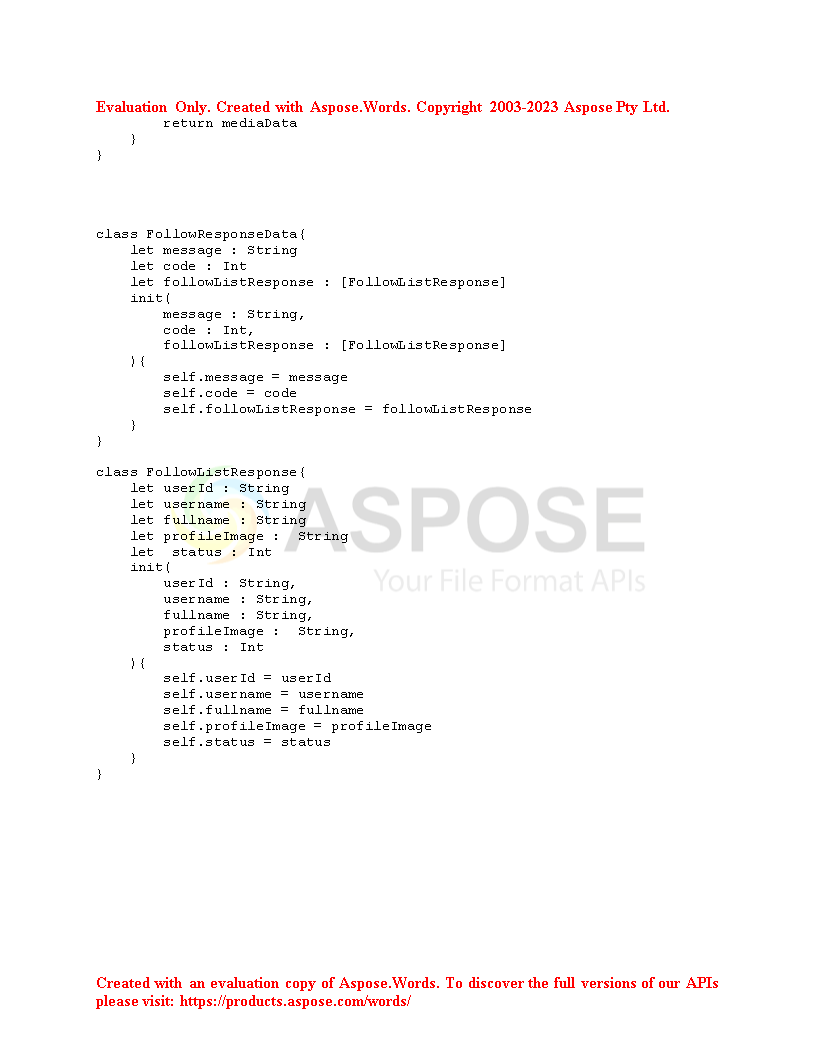 Evaluation Only. Created with Aspose.Words. Copyright 2003-2023 Aspose Pty Ltd.
        return mediaData
    }
}
class FollowResponseData{
    let message : String
    let code : Int
    let followListResponse : [FollowListResponse]
    init(
        message : String,
        code : Int,
        followListResponse : [FollowListResponse]
    ){
        self.message = message
        self.code = code
        self.followListResponse = followListResponse
    }
}
class FollowListResponse{
    let userId : String
    let username : String
    let fullname : String
    let profileImage :  String
    let  status : Int
    init(
        userId : String,
        username : String,
        fullname : String,
        profileImage :  String,
        status : Int
    ){
        self.userId = userId
        self.username = username
        self.fullname = fullname
        self.profileImage = profileImage
        self.status = status
    }
}
ASPOSE
Your File Format APIs
Created with an evaluation copy of Aspose.Words. To discover the full versions of our APIs
please visit: https://products.aspose.com/words/